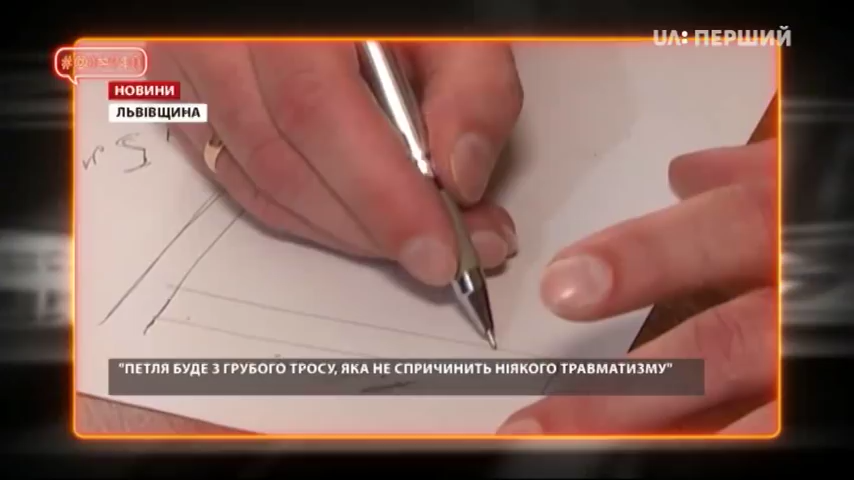 UA: ПЕРШИЙ
НОВИНИ
ЛЬВІВЩИНА
"ПЕТЛЯ БУДЕ З ГРУБОГО ТРОСУ, ЯКА НЕ СПРИЧИНИТЬ НІЯКОГО ТРАВМАТИЗМУ"